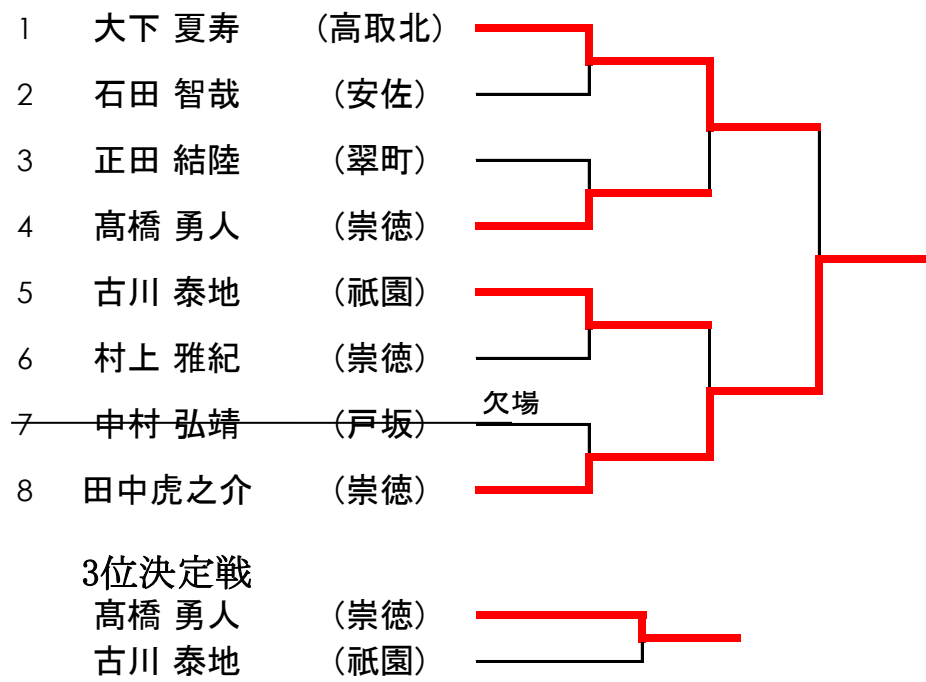 1 大下 夏寿 (高取北)
2 石田 智哉 (安佐)
3 正田 結陸 (翠町)
4 髙橋 勇人 (崇徳)
5 古川 泰地 (祇園)
6 村上 雅紀 (崇徳)
欠場
7 中村 弘靖 (戸坂)
8 田中虎之介 (崇徳)
3位決定戦
髙橋 勇人 (崇徳)
古川 泰地 (祇園)